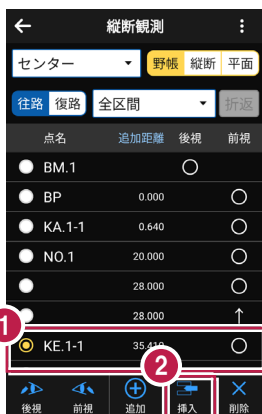 縦断観測
センター 野帳 縦断 平面
往路 復路 全区間 折返
点名 追加距離 後視 前視
BM.1
BP 0.000
KA.1-1 0.640
NO.1 20.000
28.000
28.000 ↑
1
KE.1-1 35.410
2
後視 前視 追加 挿入 削除